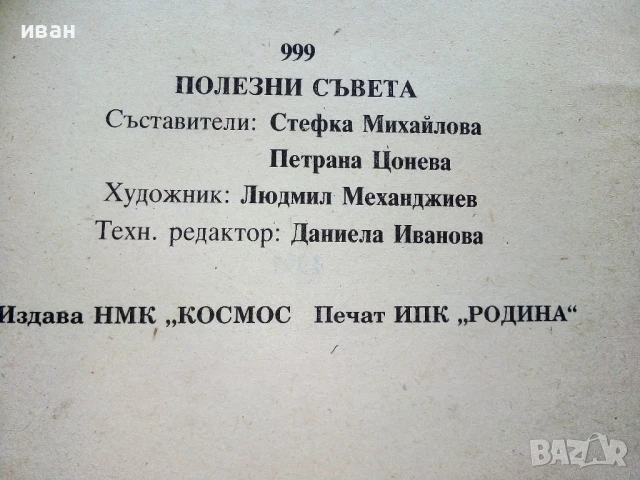 иван
999
ПОЛЕЗНИ СЪВЕТА
Съставители: Стефка Михайлова
Петрана Цонева
Художник: Людмил Механджиев
Техн. редактор: Даниела Иванова
Издава НМК „КОСМОС Печат ИПК „РОДИНА“
BAZAR